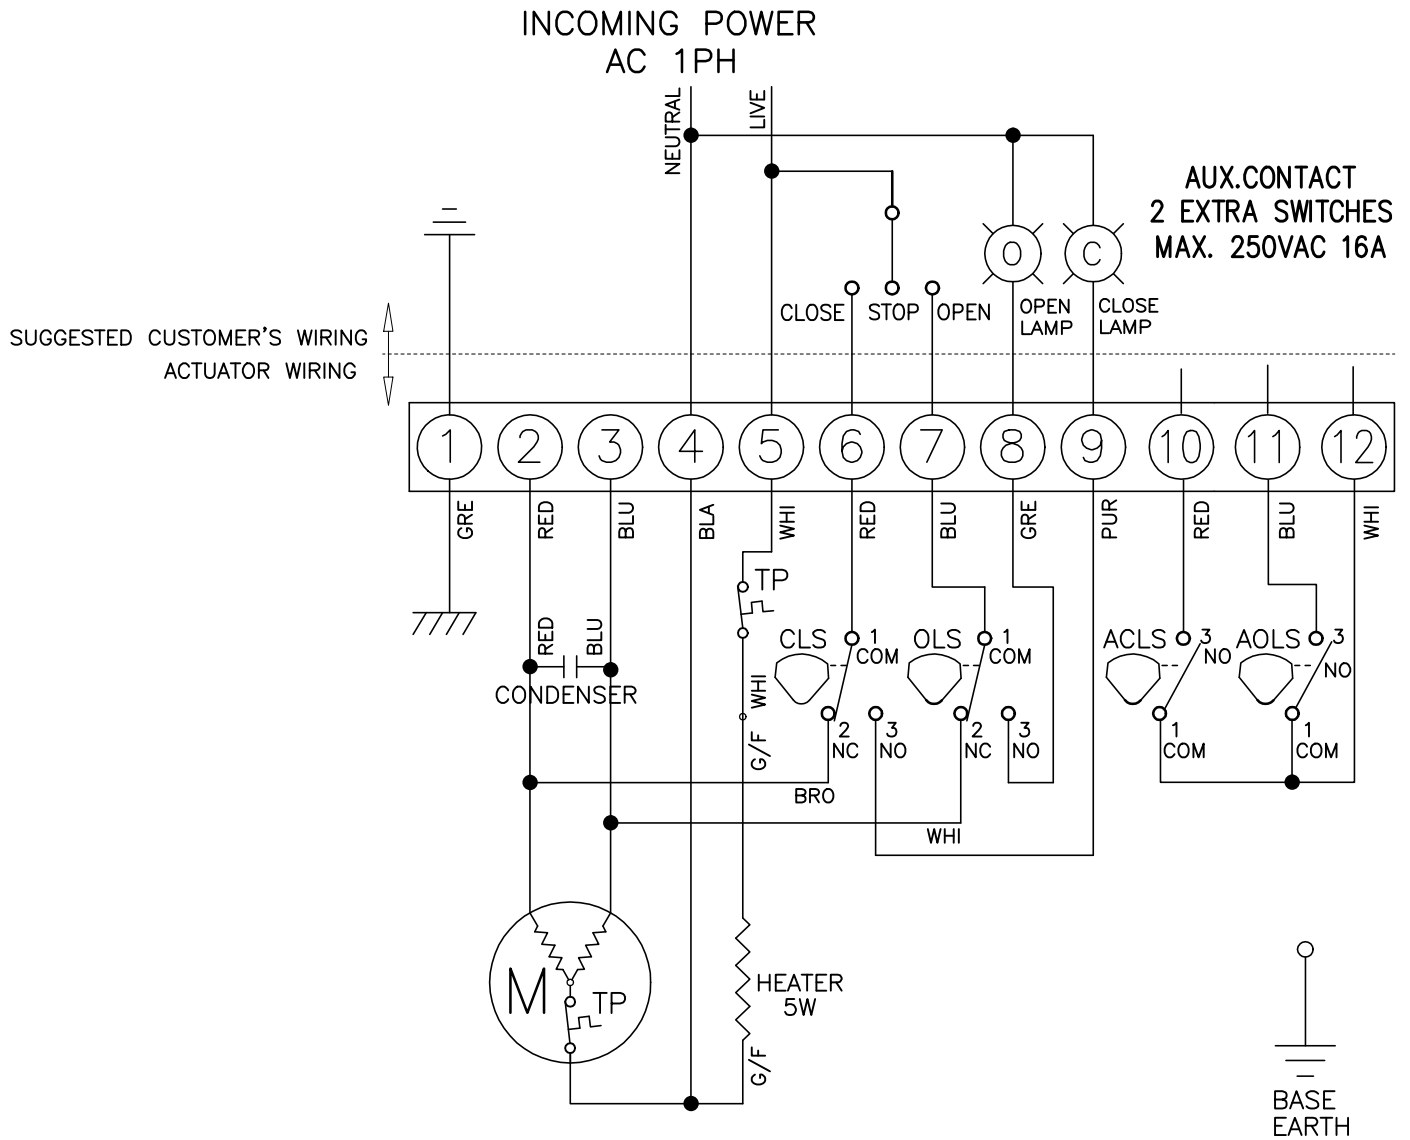 INCOMING POWER
AC 1PH
NEUTRAL
LIVE
AUX.CONTACT
2 EXTRA SWITCHES
MAX. 250VAC 16A
O
C
CLOSE
STOP
OPEN
OPEN
LAMP
CLOSE
LAMP
SUGGESTED CUSTOMER'S WIRING
ACTUATOR WIRING
1 2 3 4 5 6 7 8 9 10 11 12
GRE
RED
BLU
BLA
WHI
RED
BLU
GRE
PUR
RED
BLU
WHI
TP
RED
BLU
CONDENSER
WHI
G/F
CLS
1
COM
2
NC
3
NO
OLS
1
COM
2
NC
3
NO
ACLS
3
NO
1
COM
AOLS
3
NO
1
COM
BRO
WHI
M
TP
HEATER
5W
G/F
BASE
EARTH